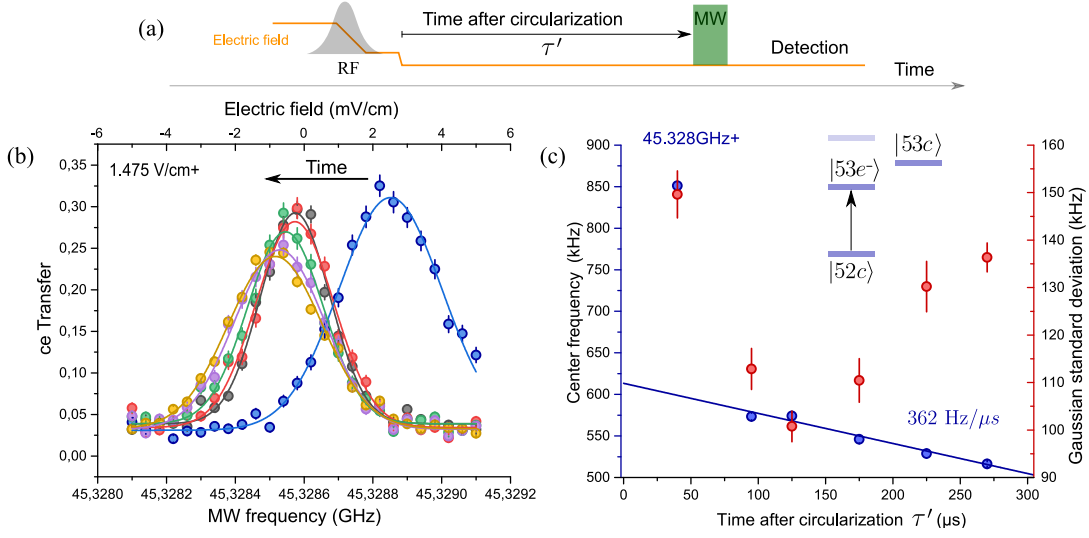 (a)
Electric field
RF
Time after circularization
τ′
MW
Detection
Time
(b)
Electric field (mV/cm)
-6 -4 -2 0 2 4 6
1.475 V/cm+
Time
ce Transfer
0,35
0,30
0,25
0,20
0,15
0,10
0,05
0,00
45,3280 45,3282 45,3284 45,3286 45,3288 45,3290 45,3292
MW frequency (GHz)
(c)
45.328GHz+
|53c⟩
|53e⁻⟩
|52c⟩
Center frequency (kHz)
900
850
800
750
700
650
600
550
500
362 Hz/μs
Gaussian standard deviation (kHz)
160
150
140
130
120
110
100
90
0 50 100 150 200 250 300
Time after circularization τ′ (μs)